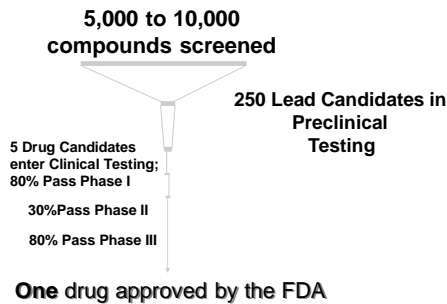 5,000 to 10,000
compounds screened
250 Lead Candidates in
Preclinical
Testing
5 Drug Candidates
enter Clinical Testing;
80% Pass Phase I
30%Pass Phase II
80% Pass Phase III
One drug approved by the FDA